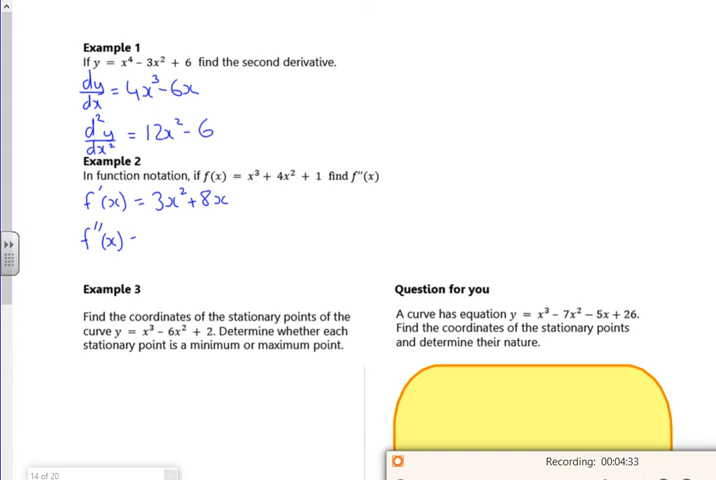 Example 1
If y = x⁴ – 3x² + 6 find the second derivative.
dy/dx = 4x³ - 6x
d²y/dx² = 12x² - 6
Example 2
In function notation, if f(x) = x³ + 4x² + 1 find f″(x)
f′(x) = 3x² + 8x
f″(x) -
Example 3
Find the coordinates of the stationary points of the
curve y = x³ – 6x² + 2. Determine whether each
stationary point is a minimum or maximum point.
Question for you
A curve has equation y = x³ – 7x² – 5x + 26.
Find the coordinates of the stationary points
and determine their nature.
14 of 20
Recording: 00:04:33